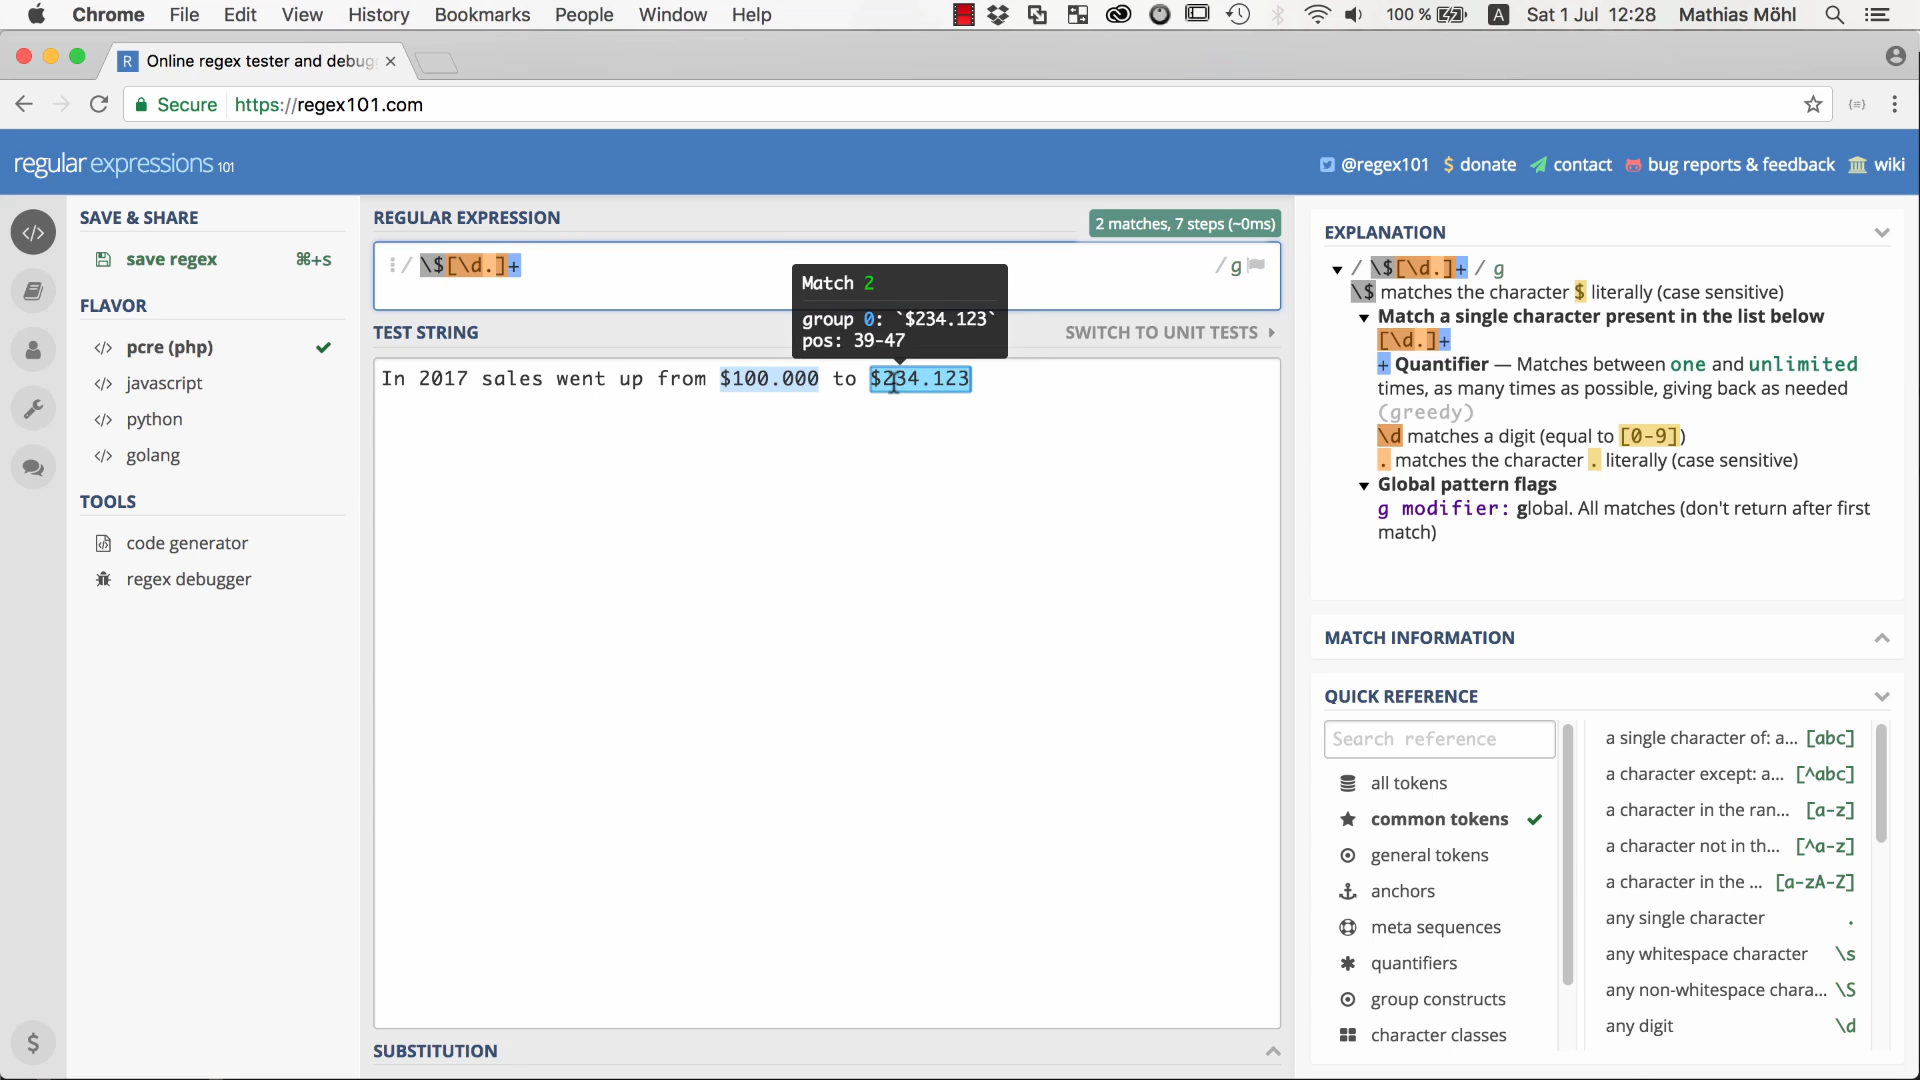 Chrome File Edit View History Bookmarks People Window Help 100 % A Sat 1 Jul 12:28 Mathias Möhl
R Online regex tester and debug
Secure https://regex101.com
regular expressions 101
@regex101 $ donate contact bug reports & feedback wiki
SAVE & SHARE
save regex ⌘+s
FLAVOR
</> pcre (php)
</> javascript
</> python
</> golang
TOOLS
code generator
regex debugger
$
REGULAR EXPRESSION
2 matches, 7 steps (~0ms)
/ \$[\d.]+ / g
Match 2
group 0: `$234.123`
pos: 39-47
TEST STRING
SWITCH TO UNIT TESTS
In 2017 sales went up from $100.000 to $234.123
SUBSTITUTION
EXPLANATION
/ \$[\d.]+ / g
\$ matches the character $ literally (case sensitive)
Match a single character present in the list below
[\d.]+
+ Quantifier — Matches between one and unlimited
times, as many times as possible, giving back as needed
(greedy)
\d matches a digit (equal to [0-9])
. matches the character . literally (case sensitive)
Global pattern flags
g modifier: global. All matches (don't return after first
match)
MATCH INFORMATION
QUICK REFERENCE
Search reference
all tokens
common tokens
general tokens
anchors
meta sequences
quantifiers
group constructs
character classes
a single character of: a... [abc]
a character except: a... [^abc]
a character in the ran... [a-z]
a character not in th... [^a-z]
a character in the ... [a-zA-Z]
any single character .
any whitespace character \s
any non-whitespace chara... \S
any digit \d